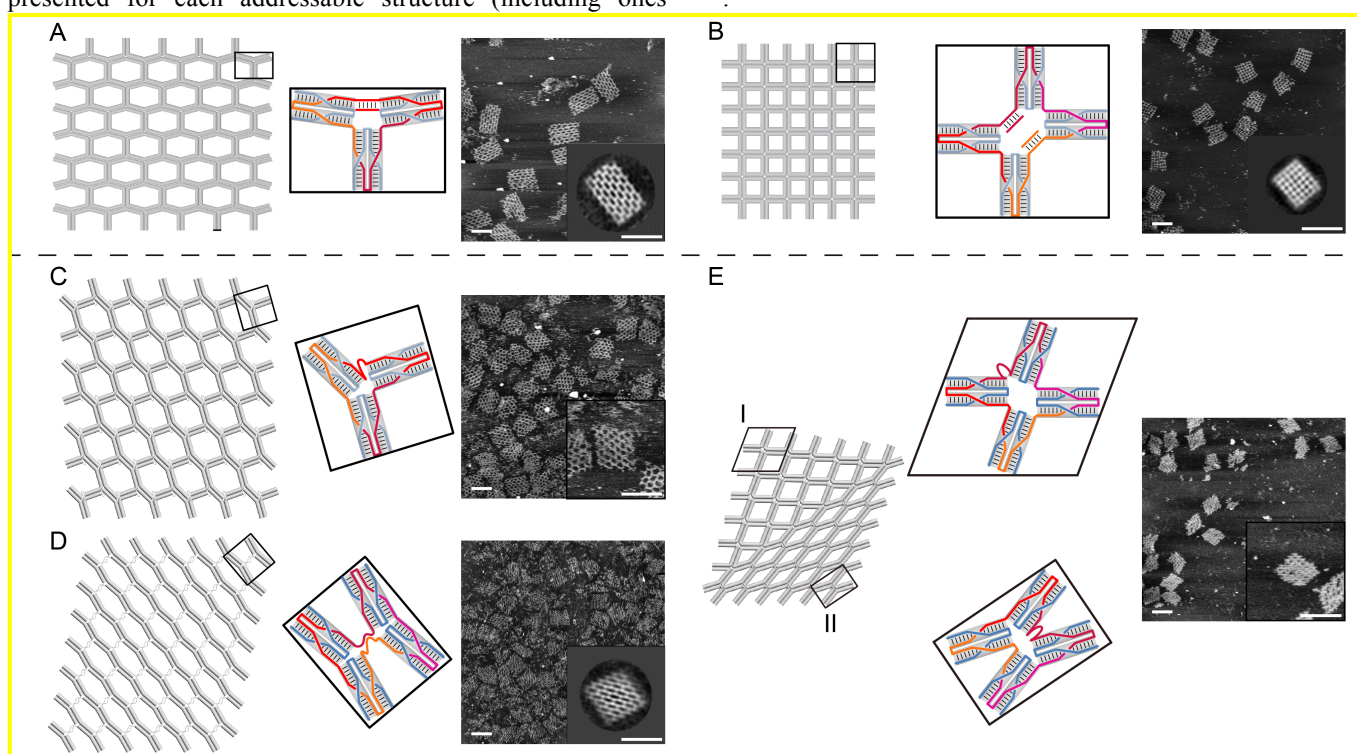 presented for each addressable structure (including ones
A
B
C
E
I
D
II